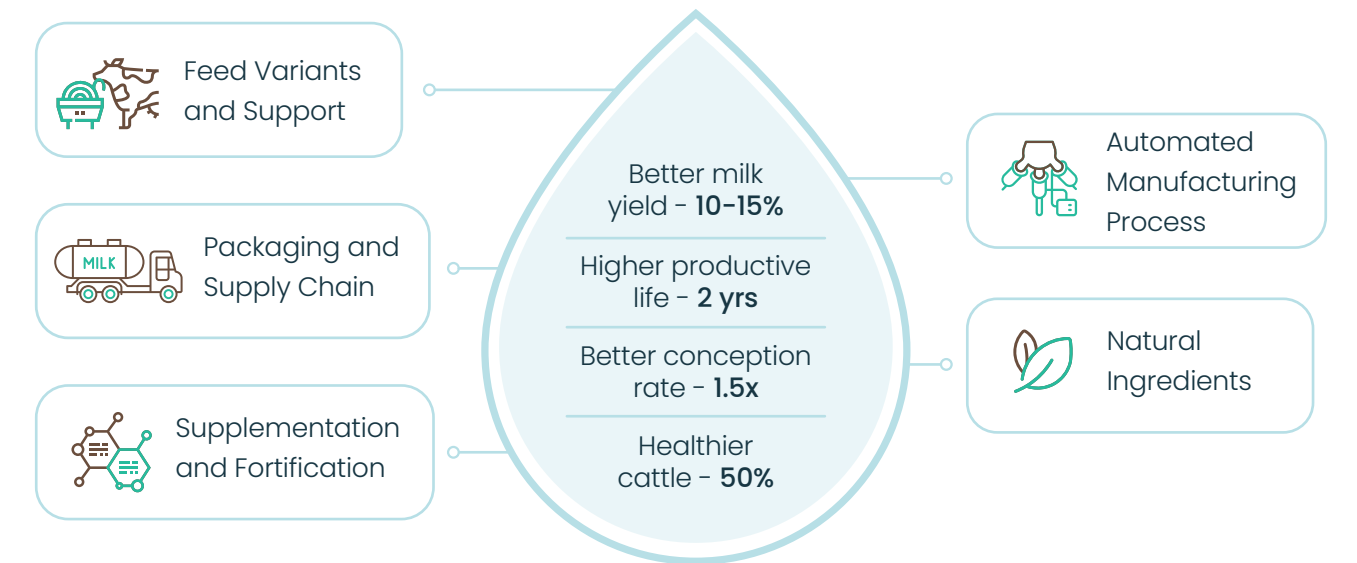 Feed Variants
and Support
Packaging and
Supply Chain
MILK
Supplementation
and Fortification
Better milk
yield - 10-15%
Higher productive
life - 2 yrs
Better conception
rate - 1.5x
Healthier
cattle - 50%
Automated
Manufacturing
Process
Natural
Ingredients